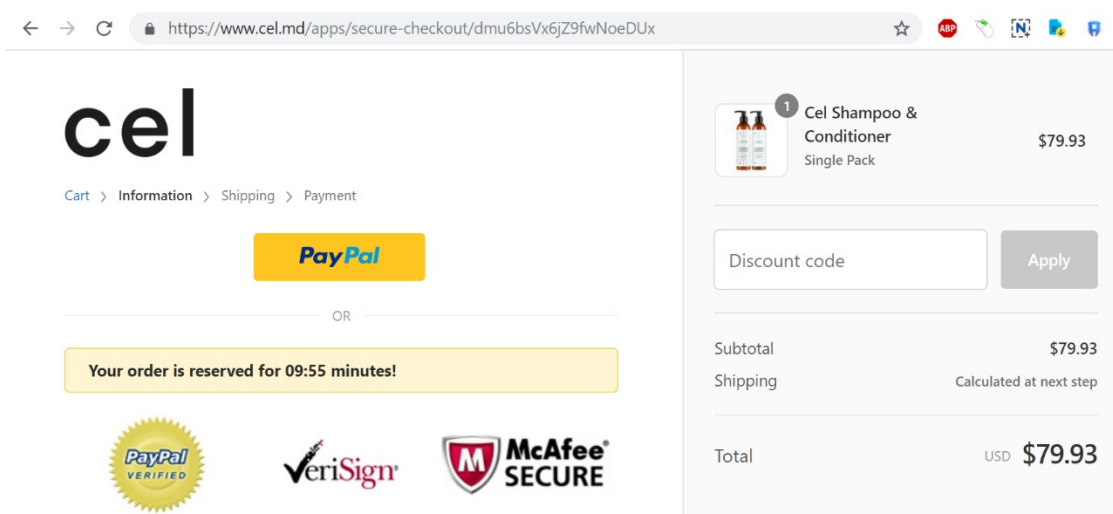 https://www.cel.md/apps/secure-checkout/dmu6bsVx6jZ9fwNoeDUx
ABP
N
cel
Cart > Information > Shipping > Payment
PayPal
OR
Your order is reserved for 09:55 minutes!
PayPal
VERIFIED
VeriSign
McAfee®
SECURE
1
Cel Shampoo &
Conditioner
Single Pack
$79.93
Discount code
Apply
Subtotal $79.93
Shipping Calculated at next step
Total USD $79.93